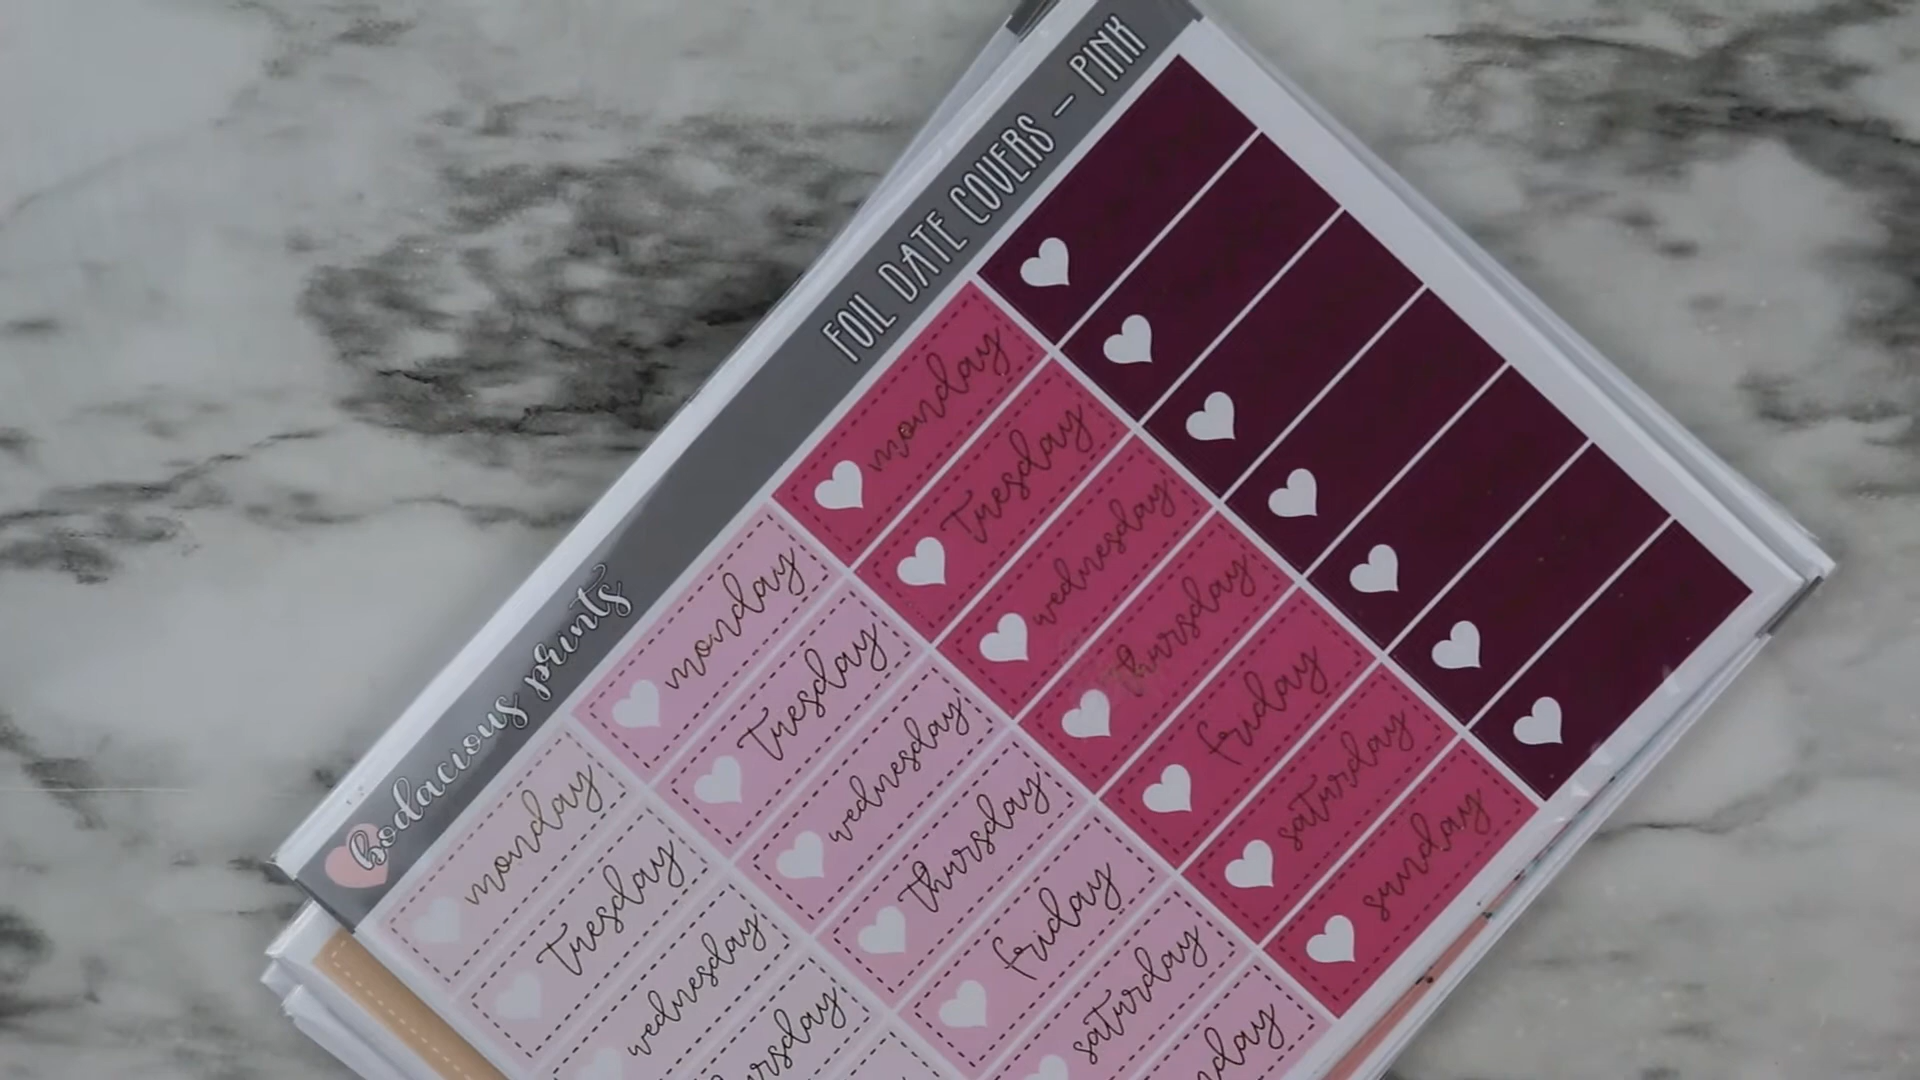 FOIL DATE COVERS – PINK
bodacious prints
monday
Tuesday
wednesday
Thursday
friday
saturday
sunday
monday
Tuesday
wednesday
Thursday
friday
saturday
monday
Tuesday
wednesday